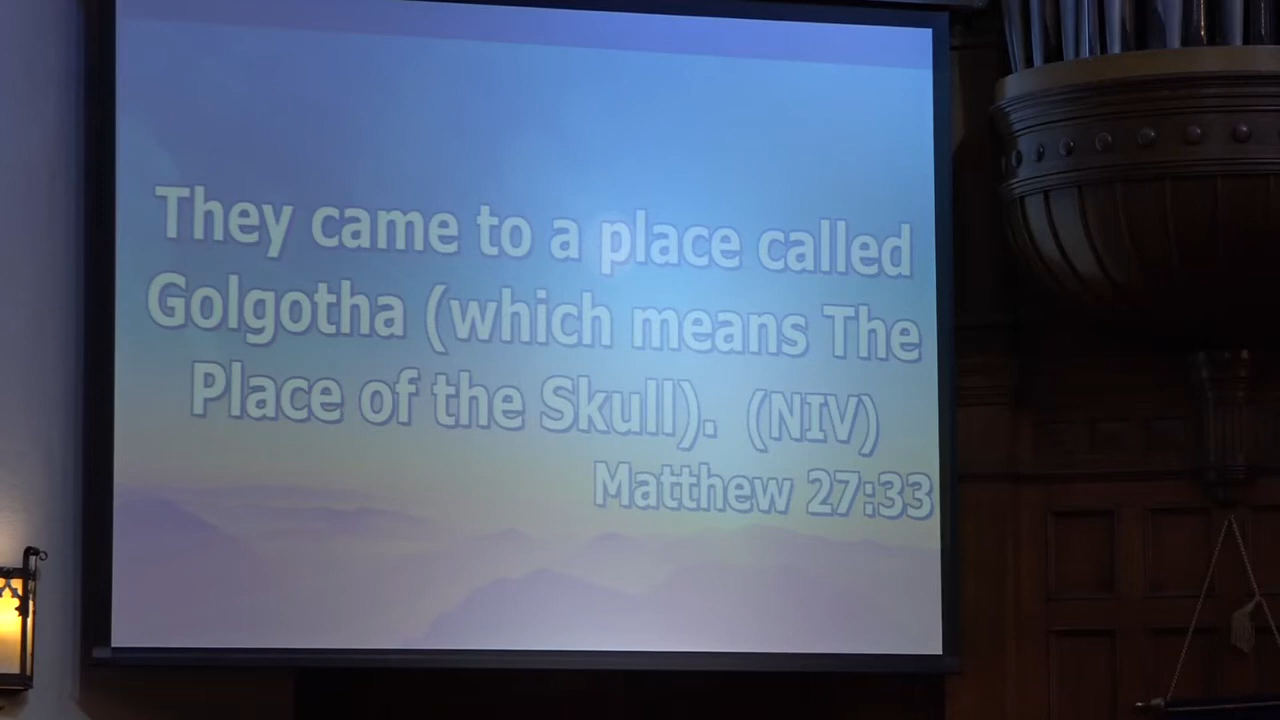 They came to a place called
Golgotha (which means The
Place of the Skull). (NIV)
Matthew 27:33